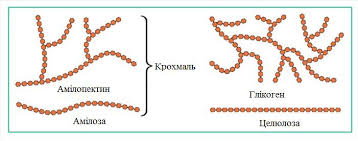 Амілопектин
Амілоза
Крохмаль
Глікоген
Целюлоза